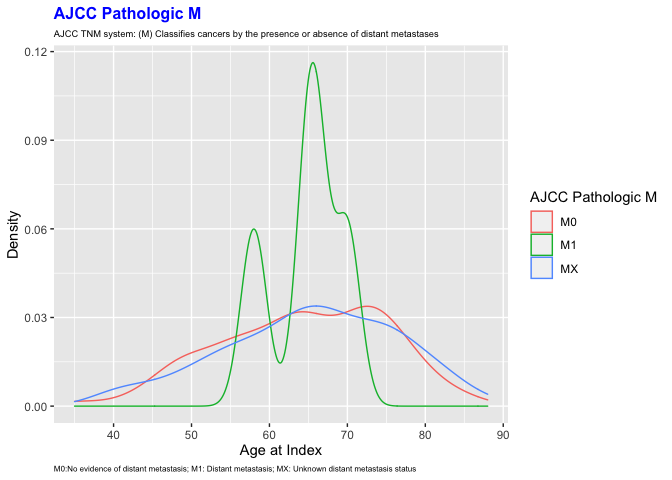 AJCC Pathologic M
AJCC TNM system: (M) Classifies cancers by the presence or absence of distant metastases
0.12
0.09
0.06
0.03
0.00
Density
40 50 60 70 80 90
Age at Index
AJCC Pathologic M
M0
M1
MX
M0:No evidence of distant metastasis; M1: Distant metastasis; MX: Unknown distant metastasis status